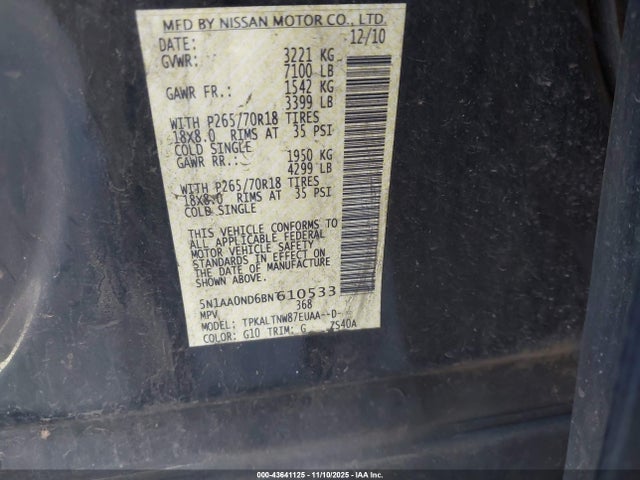 MFD BY NISSAN MOTOR CO., LTD.
DATE: 12/10
GVWR: 3221 KG
7100 LB
GAWR FR.: 1542 KG
3399 LB
WITH P265/70R18 TIRES
18X8.0 RIMS AT 35 PSI
COLD SINGLE
GAWR RR.: 1950 KG
4299 LB
WITH P265/70R18 TIRES
18X8.0 RIMS AT 35 PSI
COLD SINGLE
THIS VEHICLE CONFORMS TO
ALL APPLICABLE FEDERAL
MOTOR VEHICLE SAFETY
STANDARDS IN EFFECT ON
THE DATE OF MANUFACTURE
SHOWN ABOVE.
5N1AA0ND6BN610533
MPV 368
MODEL: TPKALTNW87EUAA--D-
COLOR: G10 TRIM: G ZS40A
000-43641125 - 11/10/2025 - IAA Inc.